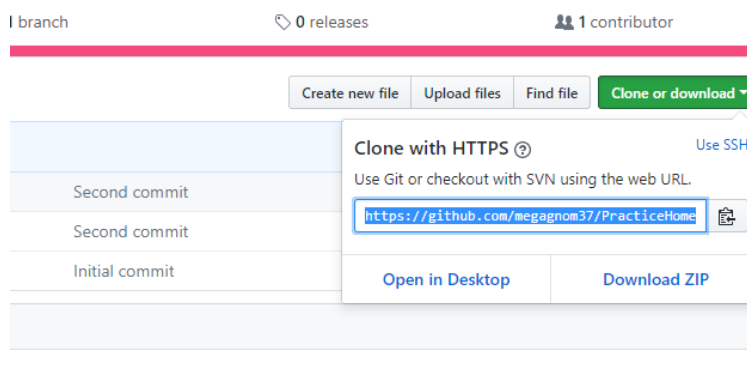 branch
0 releases
1 contributor
Create new file
Upload files
Find file
Clone or download
Clone with HTTPS
Use SSH
Use Git or checkout with SVN using the web URL.
https://github.com/megagnom37/PracticeHome
Second commit
Second commit
Initial commit
Open in Desktop
Download ZIP